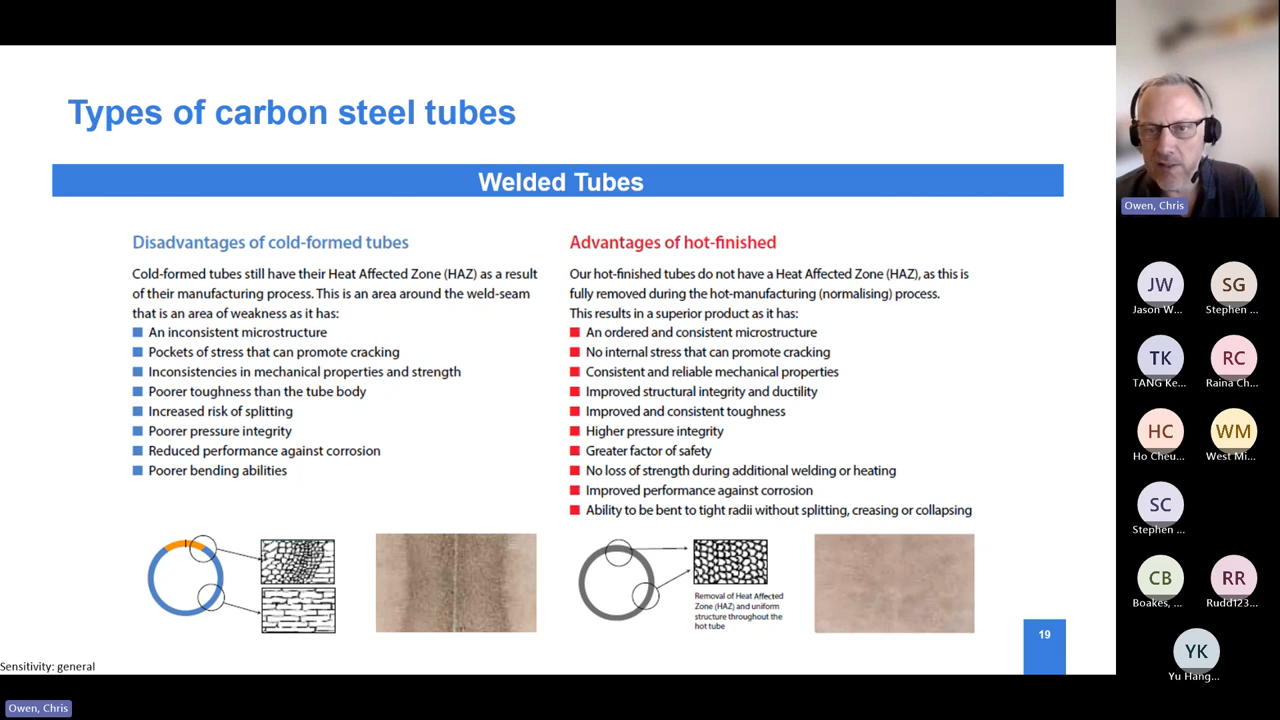 Types of carbon steel tubes
Welded Tubes
Disadvantages of cold-formed tubes
Cold-formed tubes still have their Heat Affected Zone (HAZ) as a result
of their manufacturing process. This is an area around the weld-seam
that is an area of weakness as it has:
An inconsistent microstructure
Pockets of stress that can promote cracking
Inconsistencies in mechanical properties and strength
Poorer toughness than the tube body
Increased risk of splitting
Poorer pressure integrity
Reduced performance against corrosion
Poorer bending abilities
Advantages of hot-finished
Our hot-finished tubes do not have a Heat Affected Zone (HAZ), as this is
fully removed during the hot-manufacturing (normalising) process.
This results in a superior product as it has:
An ordered and consistent microstructure
No internal stress that can promote cracking
Consistent and reliable mechanical properties
Improved structural integrity and ductility
Improved and consistent toughness
Higher pressure integrity
Greater factor of safety
No loss of strength during additional welding or heating
Improved performance against corrosion
Ability to be bent to tight radii without splitting, creasing or collapsing
Removal of Heat Affected
Zone (HAZ) and uniform
structure throughout the
hot tube
19
Sensitivity: general
Owen, Chris
Owen, Chris
JW
Jason W...
SG
Stephen ...
TK
TANG Ke...
RC
Raina Ch...
HC
Ho Cheu...
WM
West Mi...
SC
Stephen ...
CB
Boakes, ...
RR
Rudd123...
YK
Yu Hang...